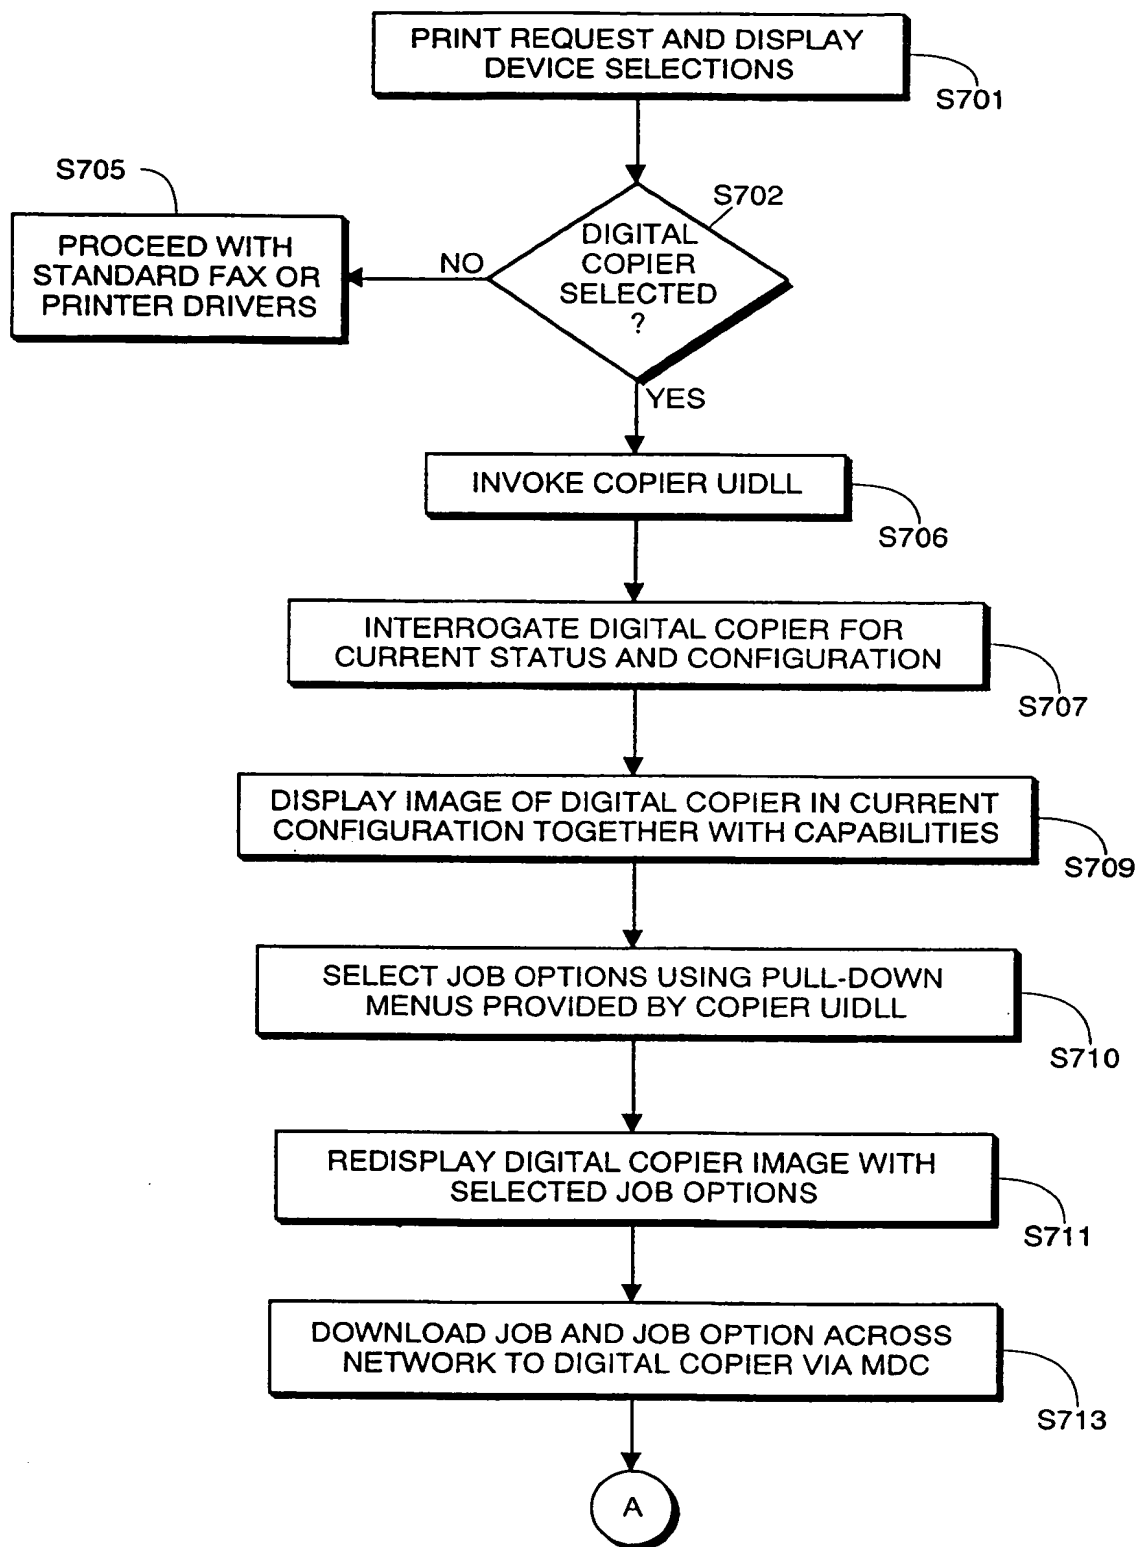 PRINT REQUEST AND DISPLAY
DEVICE SELECTIONS
S701
S705
S702
PROCEED WITH
STANDARD FAX OR
PRINTER DRIVERS
NO
DIGITAL
COPIER
SELECTED
?
YES
INVOKE COPIER UIDLL
S706
INTERROGATE DIGITAL COPIER FOR
CURRENT STATUS AND CONFIGURATION
S707
DISPLAY IMAGE OF DIGITAL COPIER IN CURRENT
CONFIGURATION TOGETHER WITH CAPABILITIES
S709
SELECT JOB OPTIONS USING PULL-DOWN
MENUS PROVIDED BY COPIER UIDLL
S710
REDISPLAY DIGITAL COPIER IMAGE WITH
SELECTED JOB OPTIONS
S711
DOWNLOAD JOB AND JOB OPTION ACROSS
NETWORK TO DIGITAL COPIER VIA MDC
S713
A